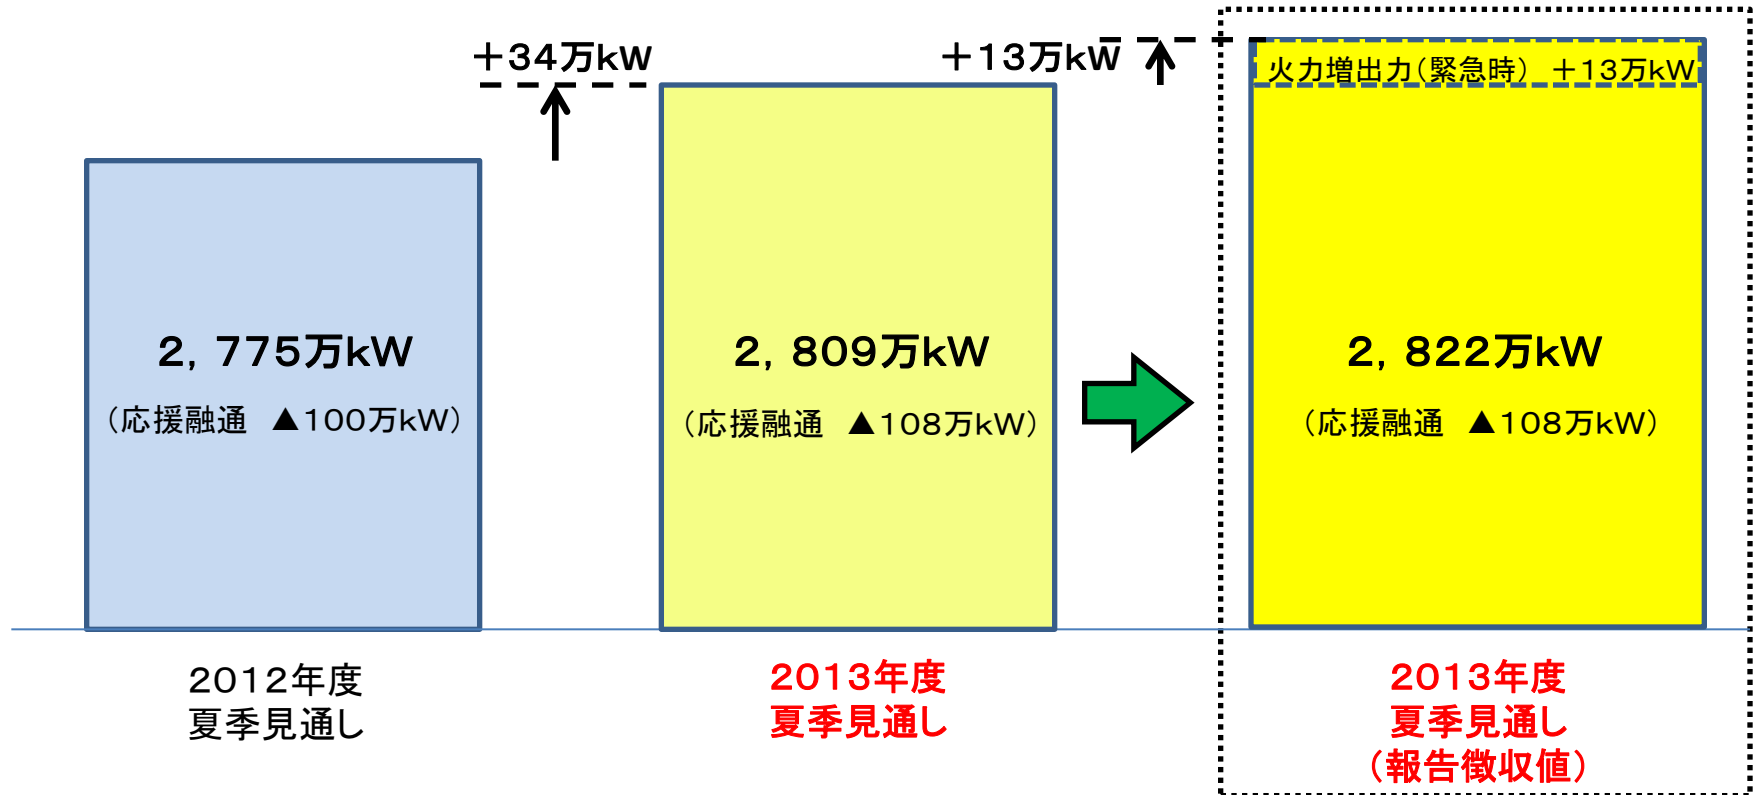 ＋34万kW
＋13万kW
火力増出力（緊急時）　＋13万kW
2，775万kW
（応援融通　▲100万kW）
2，809万kW
（応援融通　▲108万kW）
2，822万kW
（応援融通　▲108万kW）
2012年度
夏季見通し
2013年度
夏季見通し
2013年度
夏季見通し
（報告徴収値）